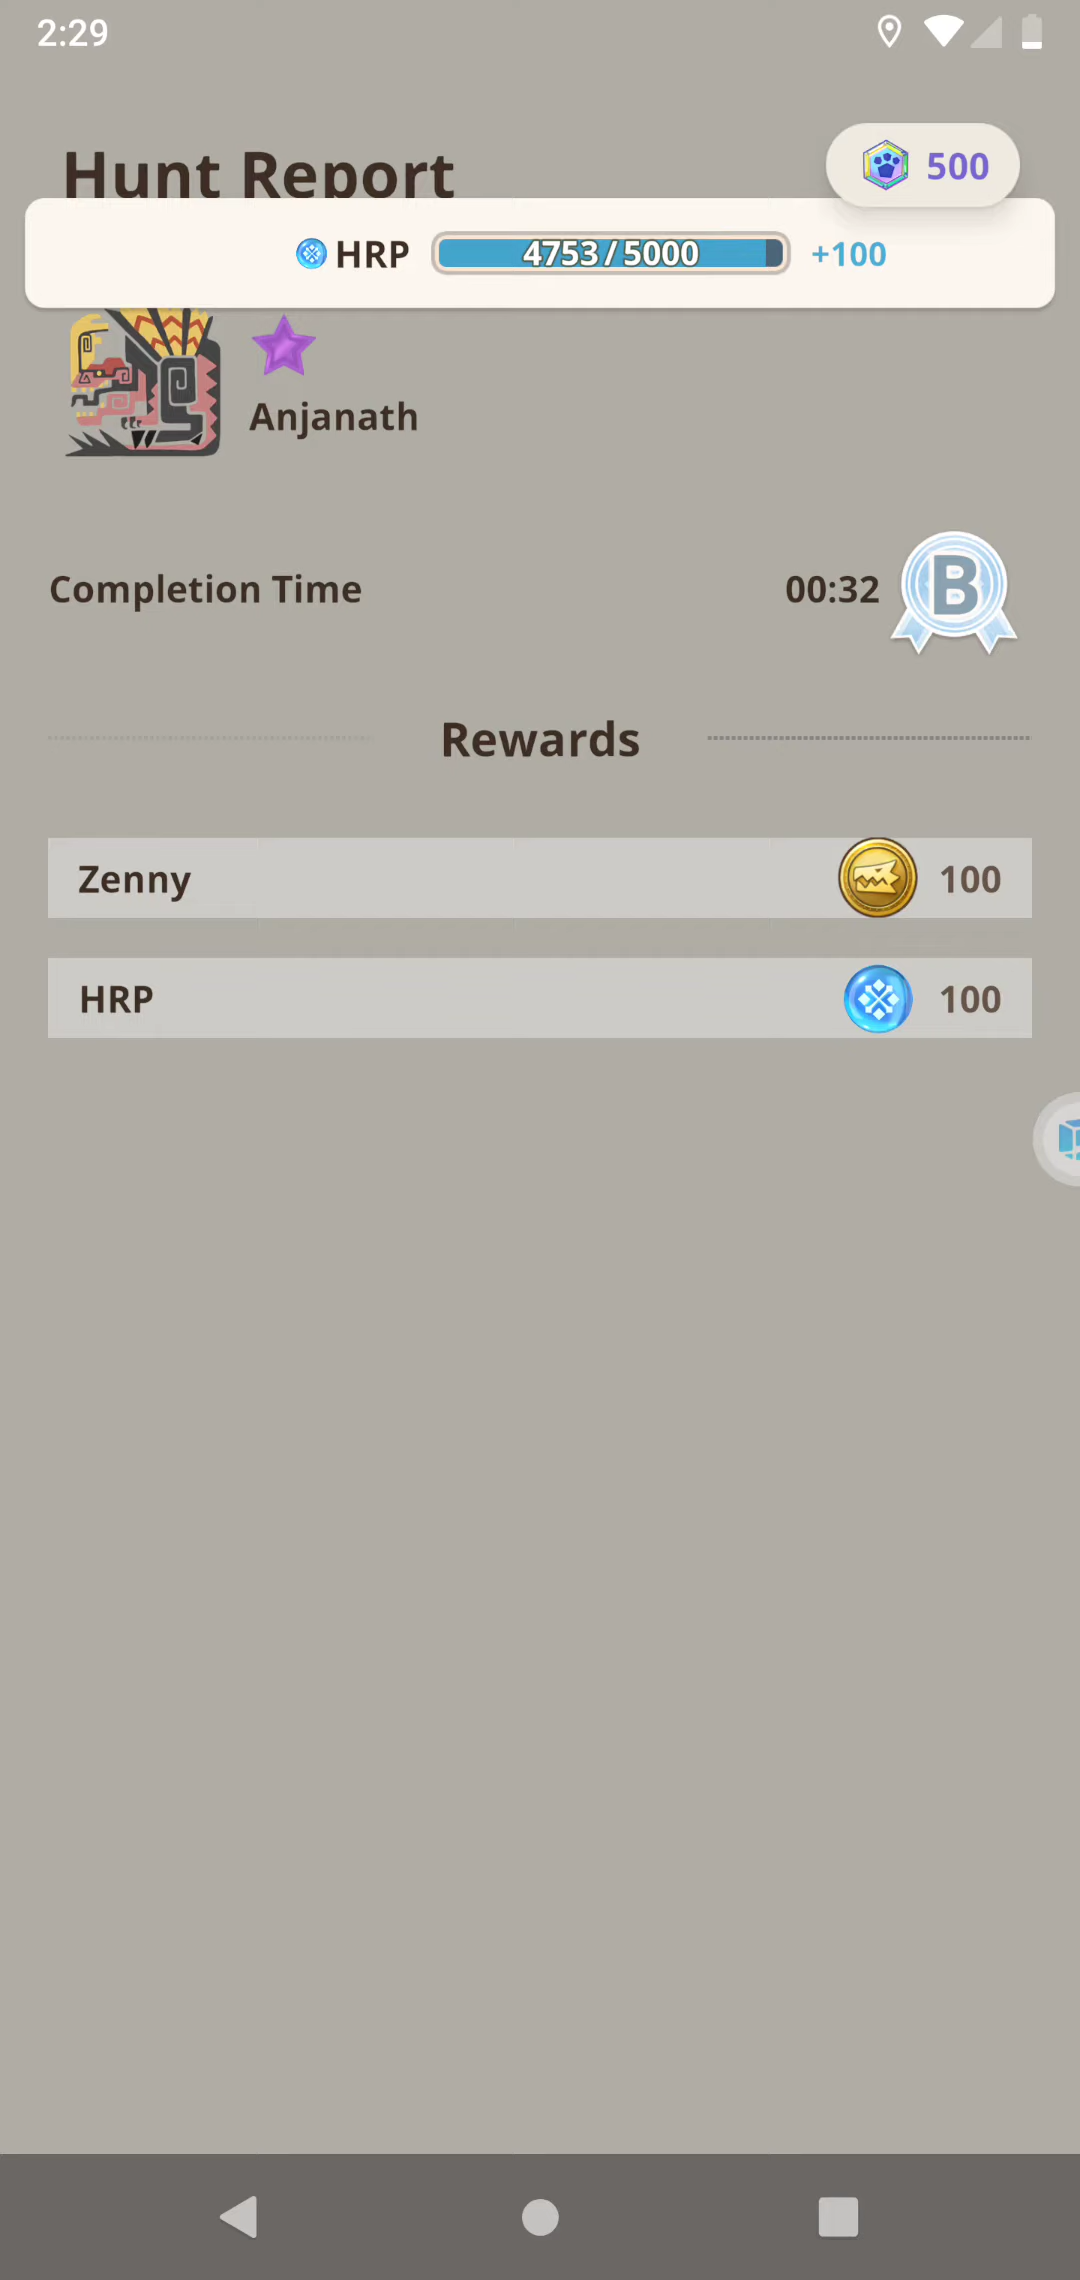 2:29
Hunt Report
500
HRP 4753/5000 +100
Anjanath
Completion Time 00:32 B
Rewards
Zenny 100
HRP 100